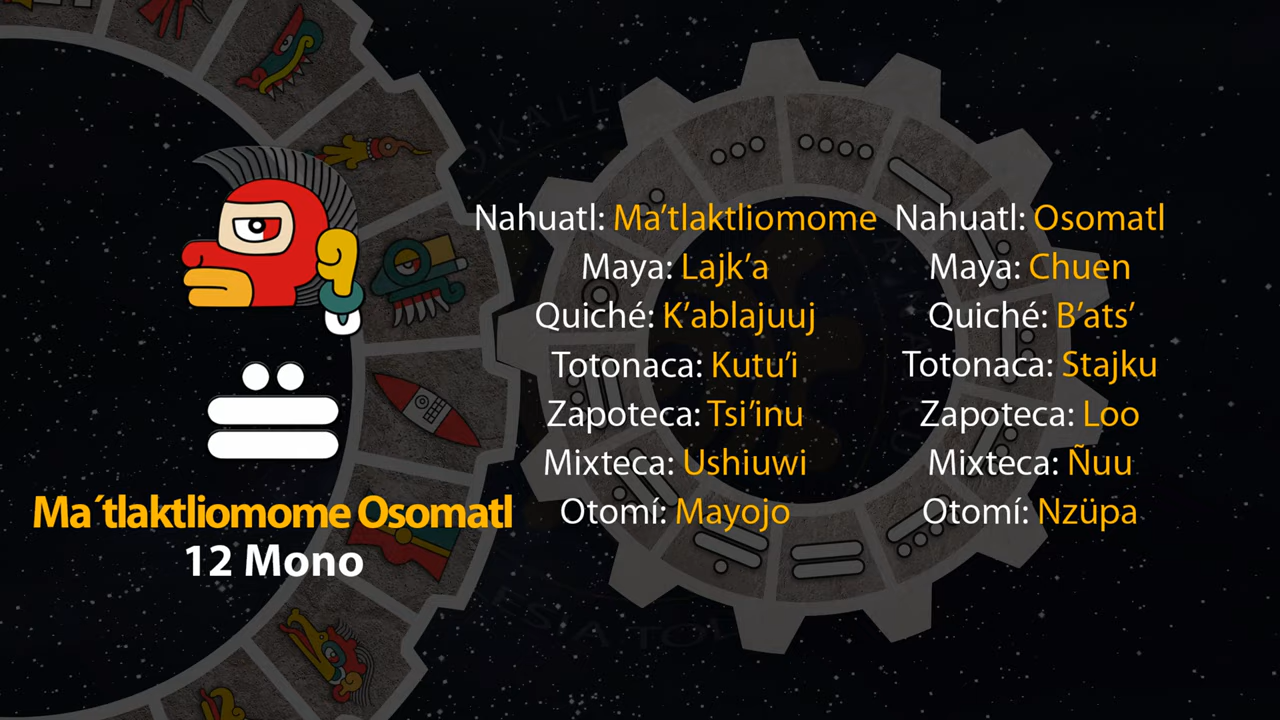 Nahuatl: Ma’tlaktliomome
Maya: Lajk’a
Quiché: K’ablajuuj
Totonaca: Kutu’i
Zapoteca: Tsi’inu
Mixteca: Ushiuwi
Otomí: Mayojo
Nahuatl: Osomatl
Maya: Chuen
Quiché: B’ats’
Totonaca: Stajku
Zapoteca: Loo
Mixteca: Ñuu
Otomí: Nzüpa
Ma´tlaktliomome Osomatl
12 Mono